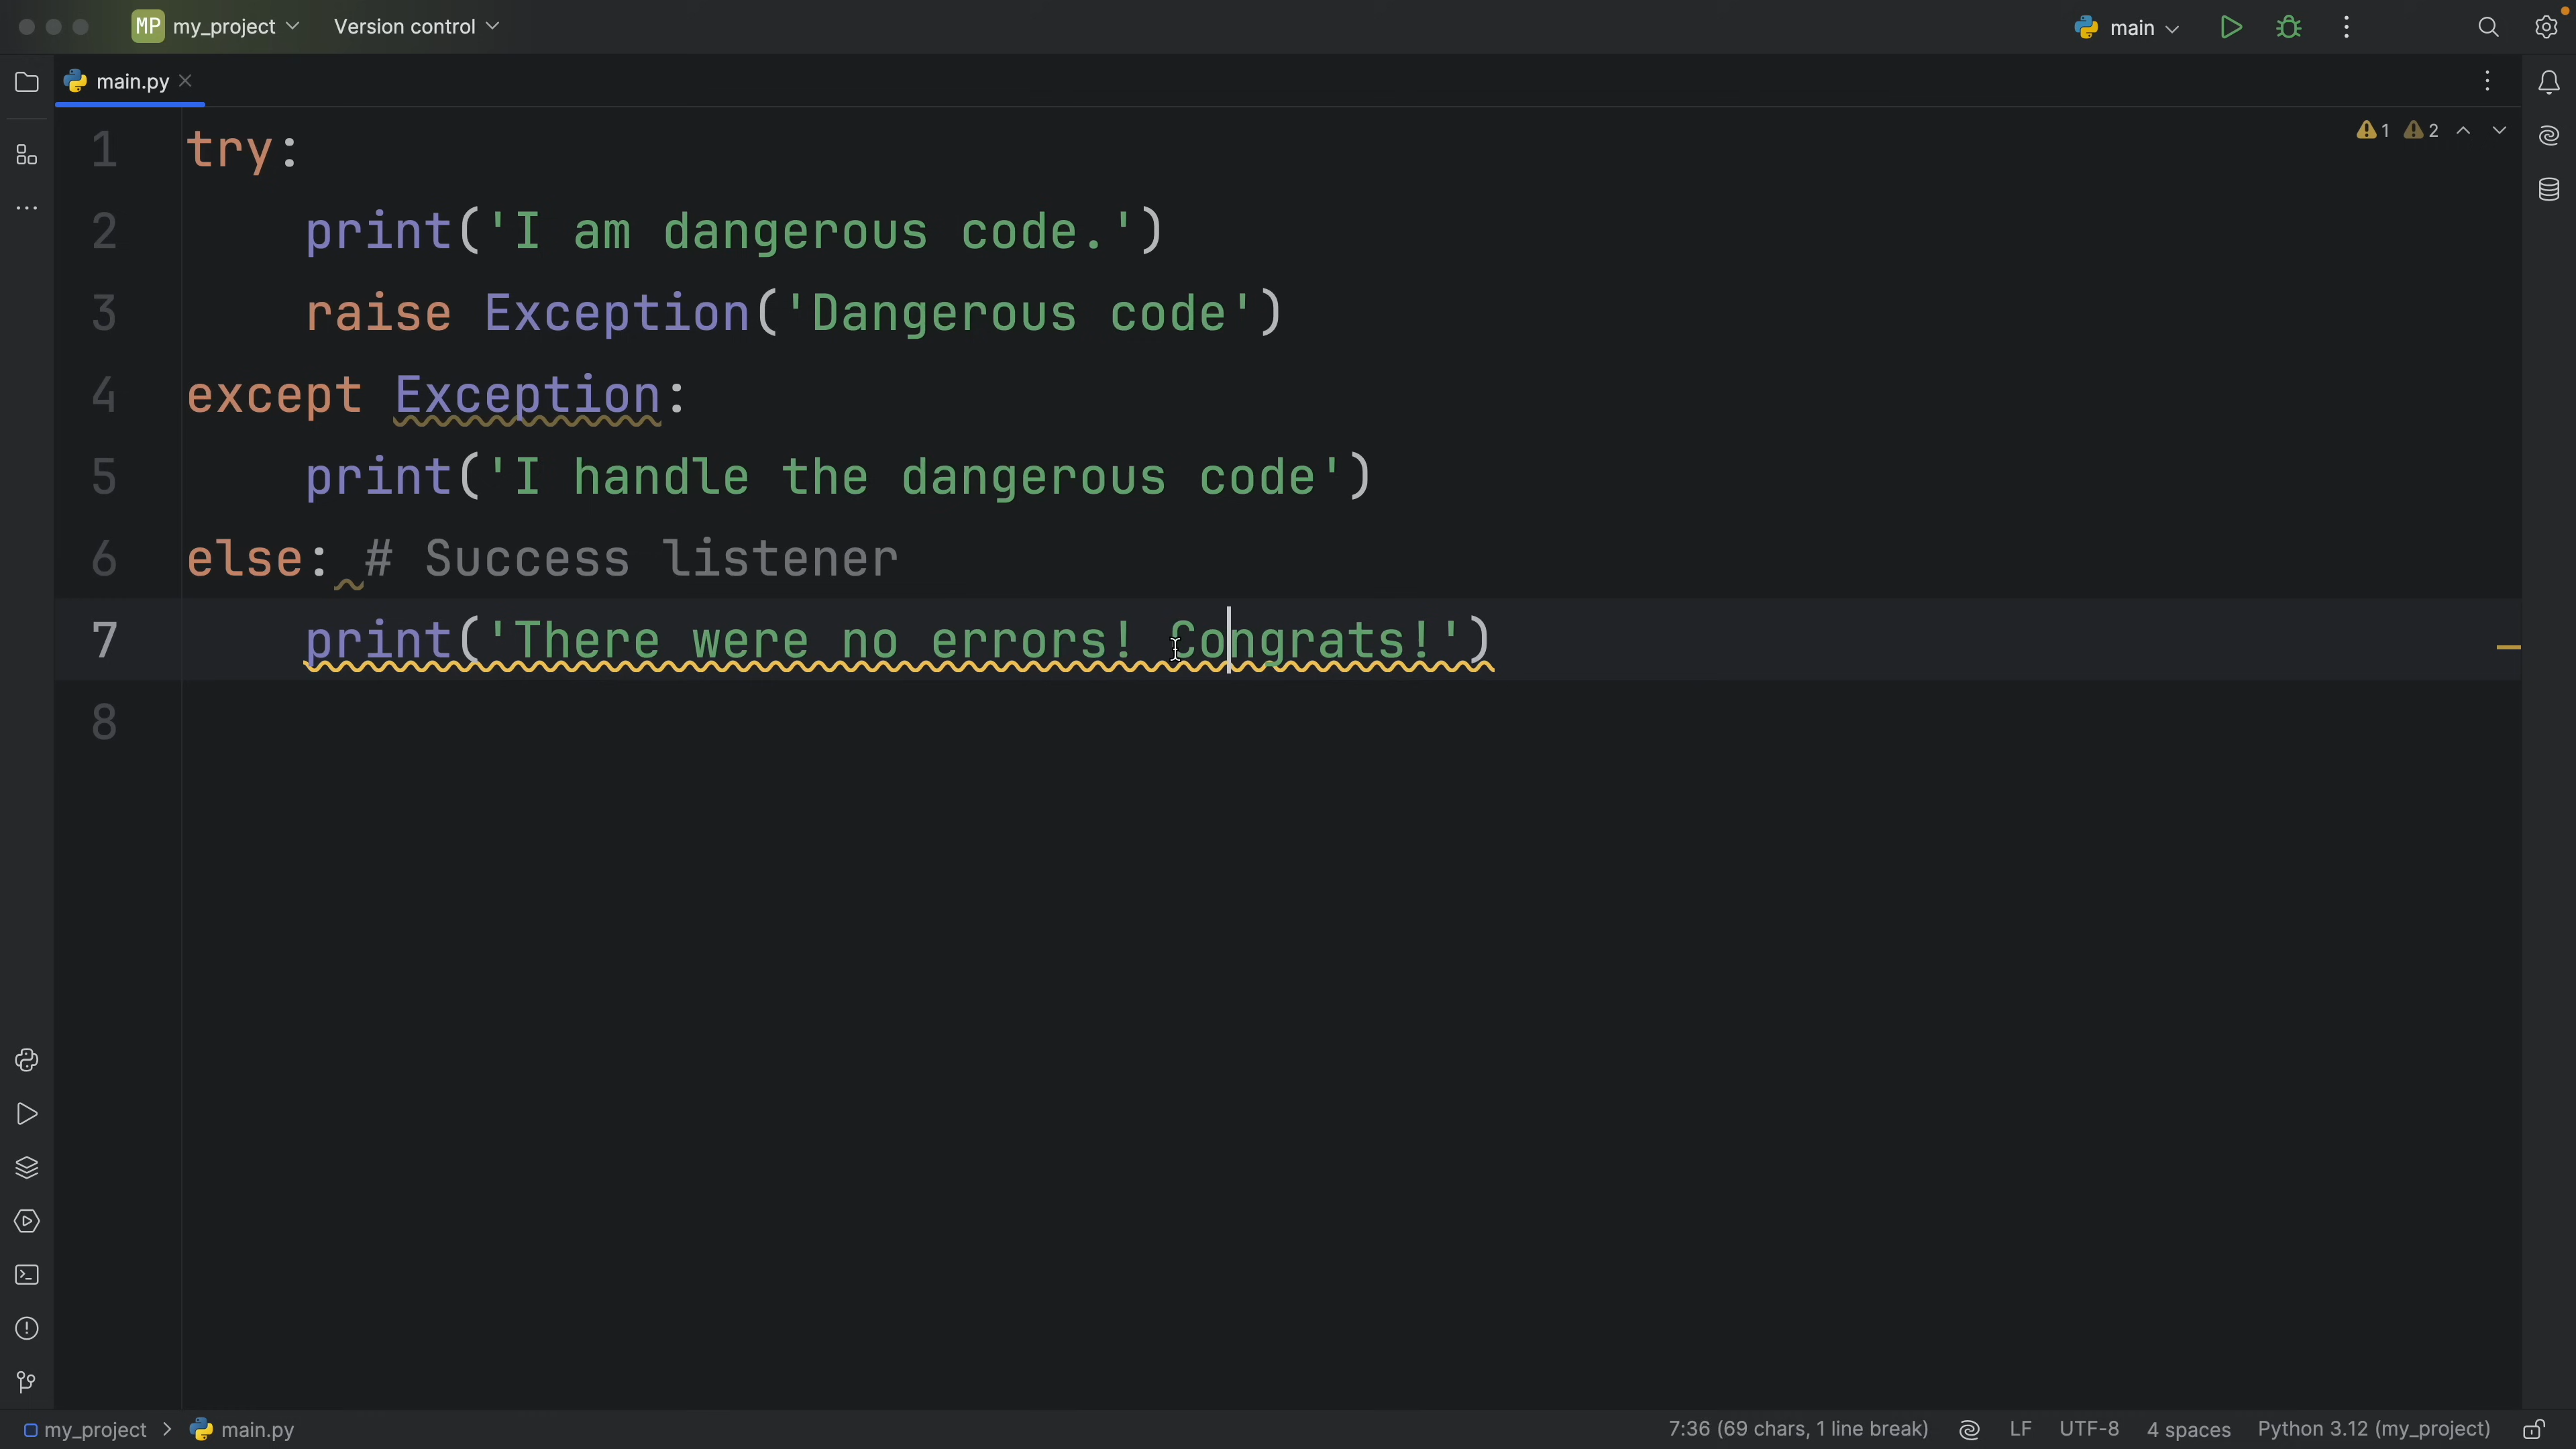 MP my_project Version control main
main.py
1 try: 1 2
2     print('I am dangerous code.')
3     raise Exception('Dangerous code')
4 except Exception:
5     print('I handle the dangerous code')
6 else: # Success listener
7     print('There were no errors! Congrats!')
8
my_project > main.py 7:36 (69 chars, 1 line break) LF UTF-8 4 spaces Python 3.12 (my_project)